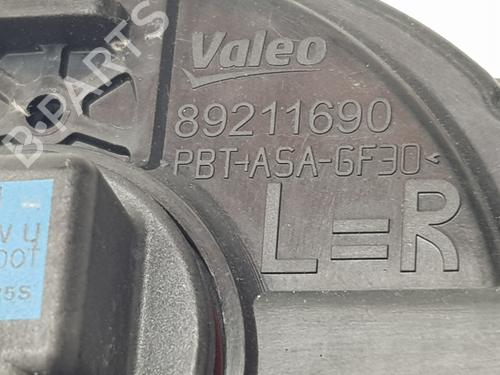 Valeo
89211690
>PBT+ASA-GF30<
L=R
B-Parts